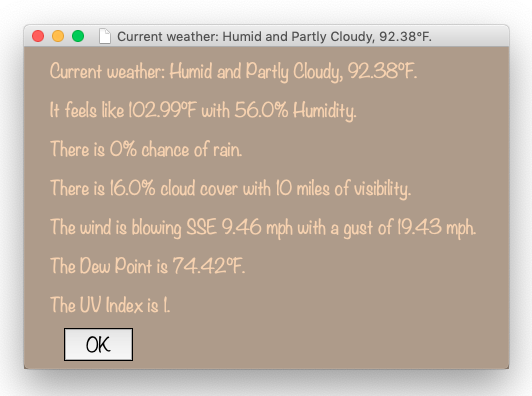 Current weather: Humid and Partly Cloudy, 92.38°F.
Current weather: Humid and Partly Cloudy, 92.38°F.
It feels like 102.99°F with 56.0% Humidity.
There is 0% chance of rain.
There is 16.0% cloud cover with 10 miles of visibility.
The wind is blowing SSE 9.46 mph with a gust of 19.43 mph.
The Dew Point is 74.42°F.
The UV Index is 1.
OK